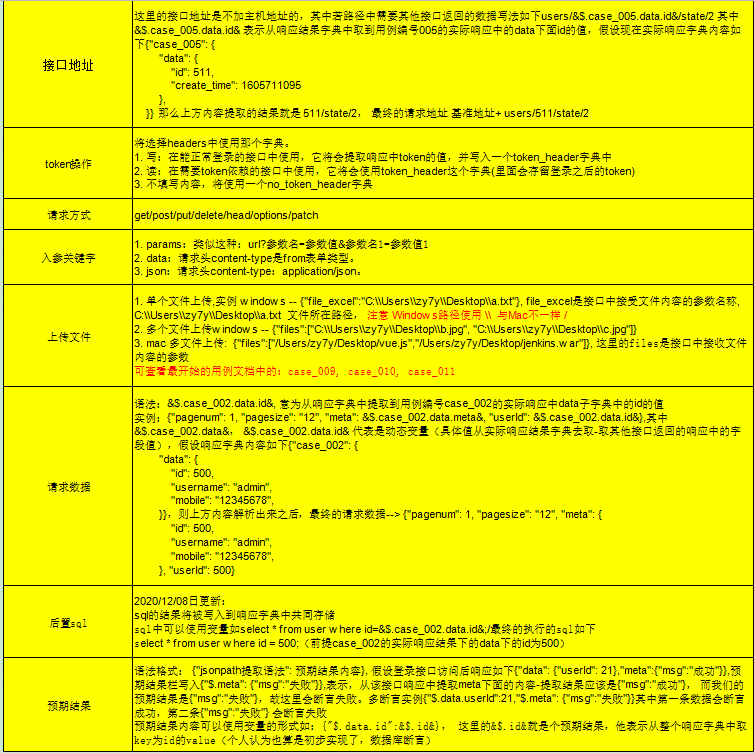 接口地址
这里的接口地址是不加主机地址的，其中若路径中需要其他接口返回的数据写法如下users/&$.case_005.data.id&/state/2 其中
&$.case_005.data.id& 表示从响应结果字典中取到用例编号005的实际响应中的data下面id的值，假设现在实际响应字典内容如
下{"case_005": {
"data": {
"id": 511,
"create_time": 1605711095
},
}} 那么上方内容提取的结果就是 511/state/2， 最终的请求地址 基准地址+ users/511/state/2
token操作
将选择headers中使用那个字典。
1. 写：在能正常登录的接口中使用，它将会提取响应中token的值，并写入一个token_header字典中
2. 读：在需要token依赖的接口中使用，它将会使用token_header这个字典(里面会存留登录之后的token)
3. 不填写内容，将使用一个no_token_header字典
请求方式
get/post/put/delete/head/options/patch
入参关键字
1. params：类似这种：url?参数名=参数值&参数名1=参数值1
2. data：请求头content-type是from表单类型。
3. json：请求头content-type：application/json。
上传文件
1. 单个文件上传,实例 windows -- {"file_excel":"C:\\Users\\zy7y\\Desktop\\a.txt"}, file_excel是接口中接受文件内容的参数名称,
C:\\Users\\zy7y\\Desktop\\a.txt 文件所在路径， 注意 Windows路径使用 \\ 与Mac不一样 /
2. 多个文件上传windows -- {"files":["C:\\Users\\zy7y\\Desktop\\b.jpg", "C:\\Users\\zy7y\\Desktop\\c.jpg"]}
3. mac 多文件上传: {"files":["/Users/zy7y/Desktop/vue.js","/Users/zy7y/Desktop/jenkins.war"]}, 这里的files是接口中接收文件
内容的参数
可查看最开始的用例文档中的：case_009, case_010, case_011
请求数据
语法：&$.case_002.data.id&, 意为从响应字典中提取到用例编号case_002的实际响应中data子字典中的id的值
实例：{"pagenum": 1, "pagesize": "12", "meta": &$.case_002.data.meta&, "userId": &$.case_002.data.id&},其中
&$.case_002.data&， &$.case_002.data.id& 代表是动态变量（具体值从实际响应结果字典去取-取其他接口返回的响应中的字
段值），假设响应字典内容如下{"case_002": {
"data": {
"id": 500,
"username": "admin",
"mobile": "12345678",
}}，则上方内容解析出来之后，最终的请求数据--> {"pagenum": 1, "pagesize": "12", "meta": {
"id": 500,
"username": "admin",
"mobile": "12345678",
}, "userId": 500}
后置sql
2020/12/08日更新：
sql的结果将被写入到响应字典中共同存储
sql中可以使用变量如select * from user where id=&$.case_002.data.id&;/最终的执行的sql如下
select * from user where id = 500;（前提case_002的实际响应结果下的data下的id为500）
预期结果
语法格式： {"jsonpath提取语法": 预期结果内容}, 假设登录接口访问后响应如下{"data": {"userId": 21},"meta":{"msg":"成功"}},预
期结果栏写入{"$.meta": {"msg":"失败"}},表示，从该接口响应中提取meta下面的内容-提取结果应该是{"msg":"成功"}， 而我们的
预期结果是{"msg":"失败"}，故这里会断言失败。多断言实例{"$.data.userId":21,"$.meta": {"msg":"失败"}}其中第一条数据会断言
成功，第二条{"msg":"失败"} 会断言失败
预期结果内容可以使用变量的形式如：{"$.data.id":&$.id&}， 这里的&$.id&就是个预期结果，他表示从整个响应字典中取
key为id的value（个人认为也算是初步实现了，数据库断言）